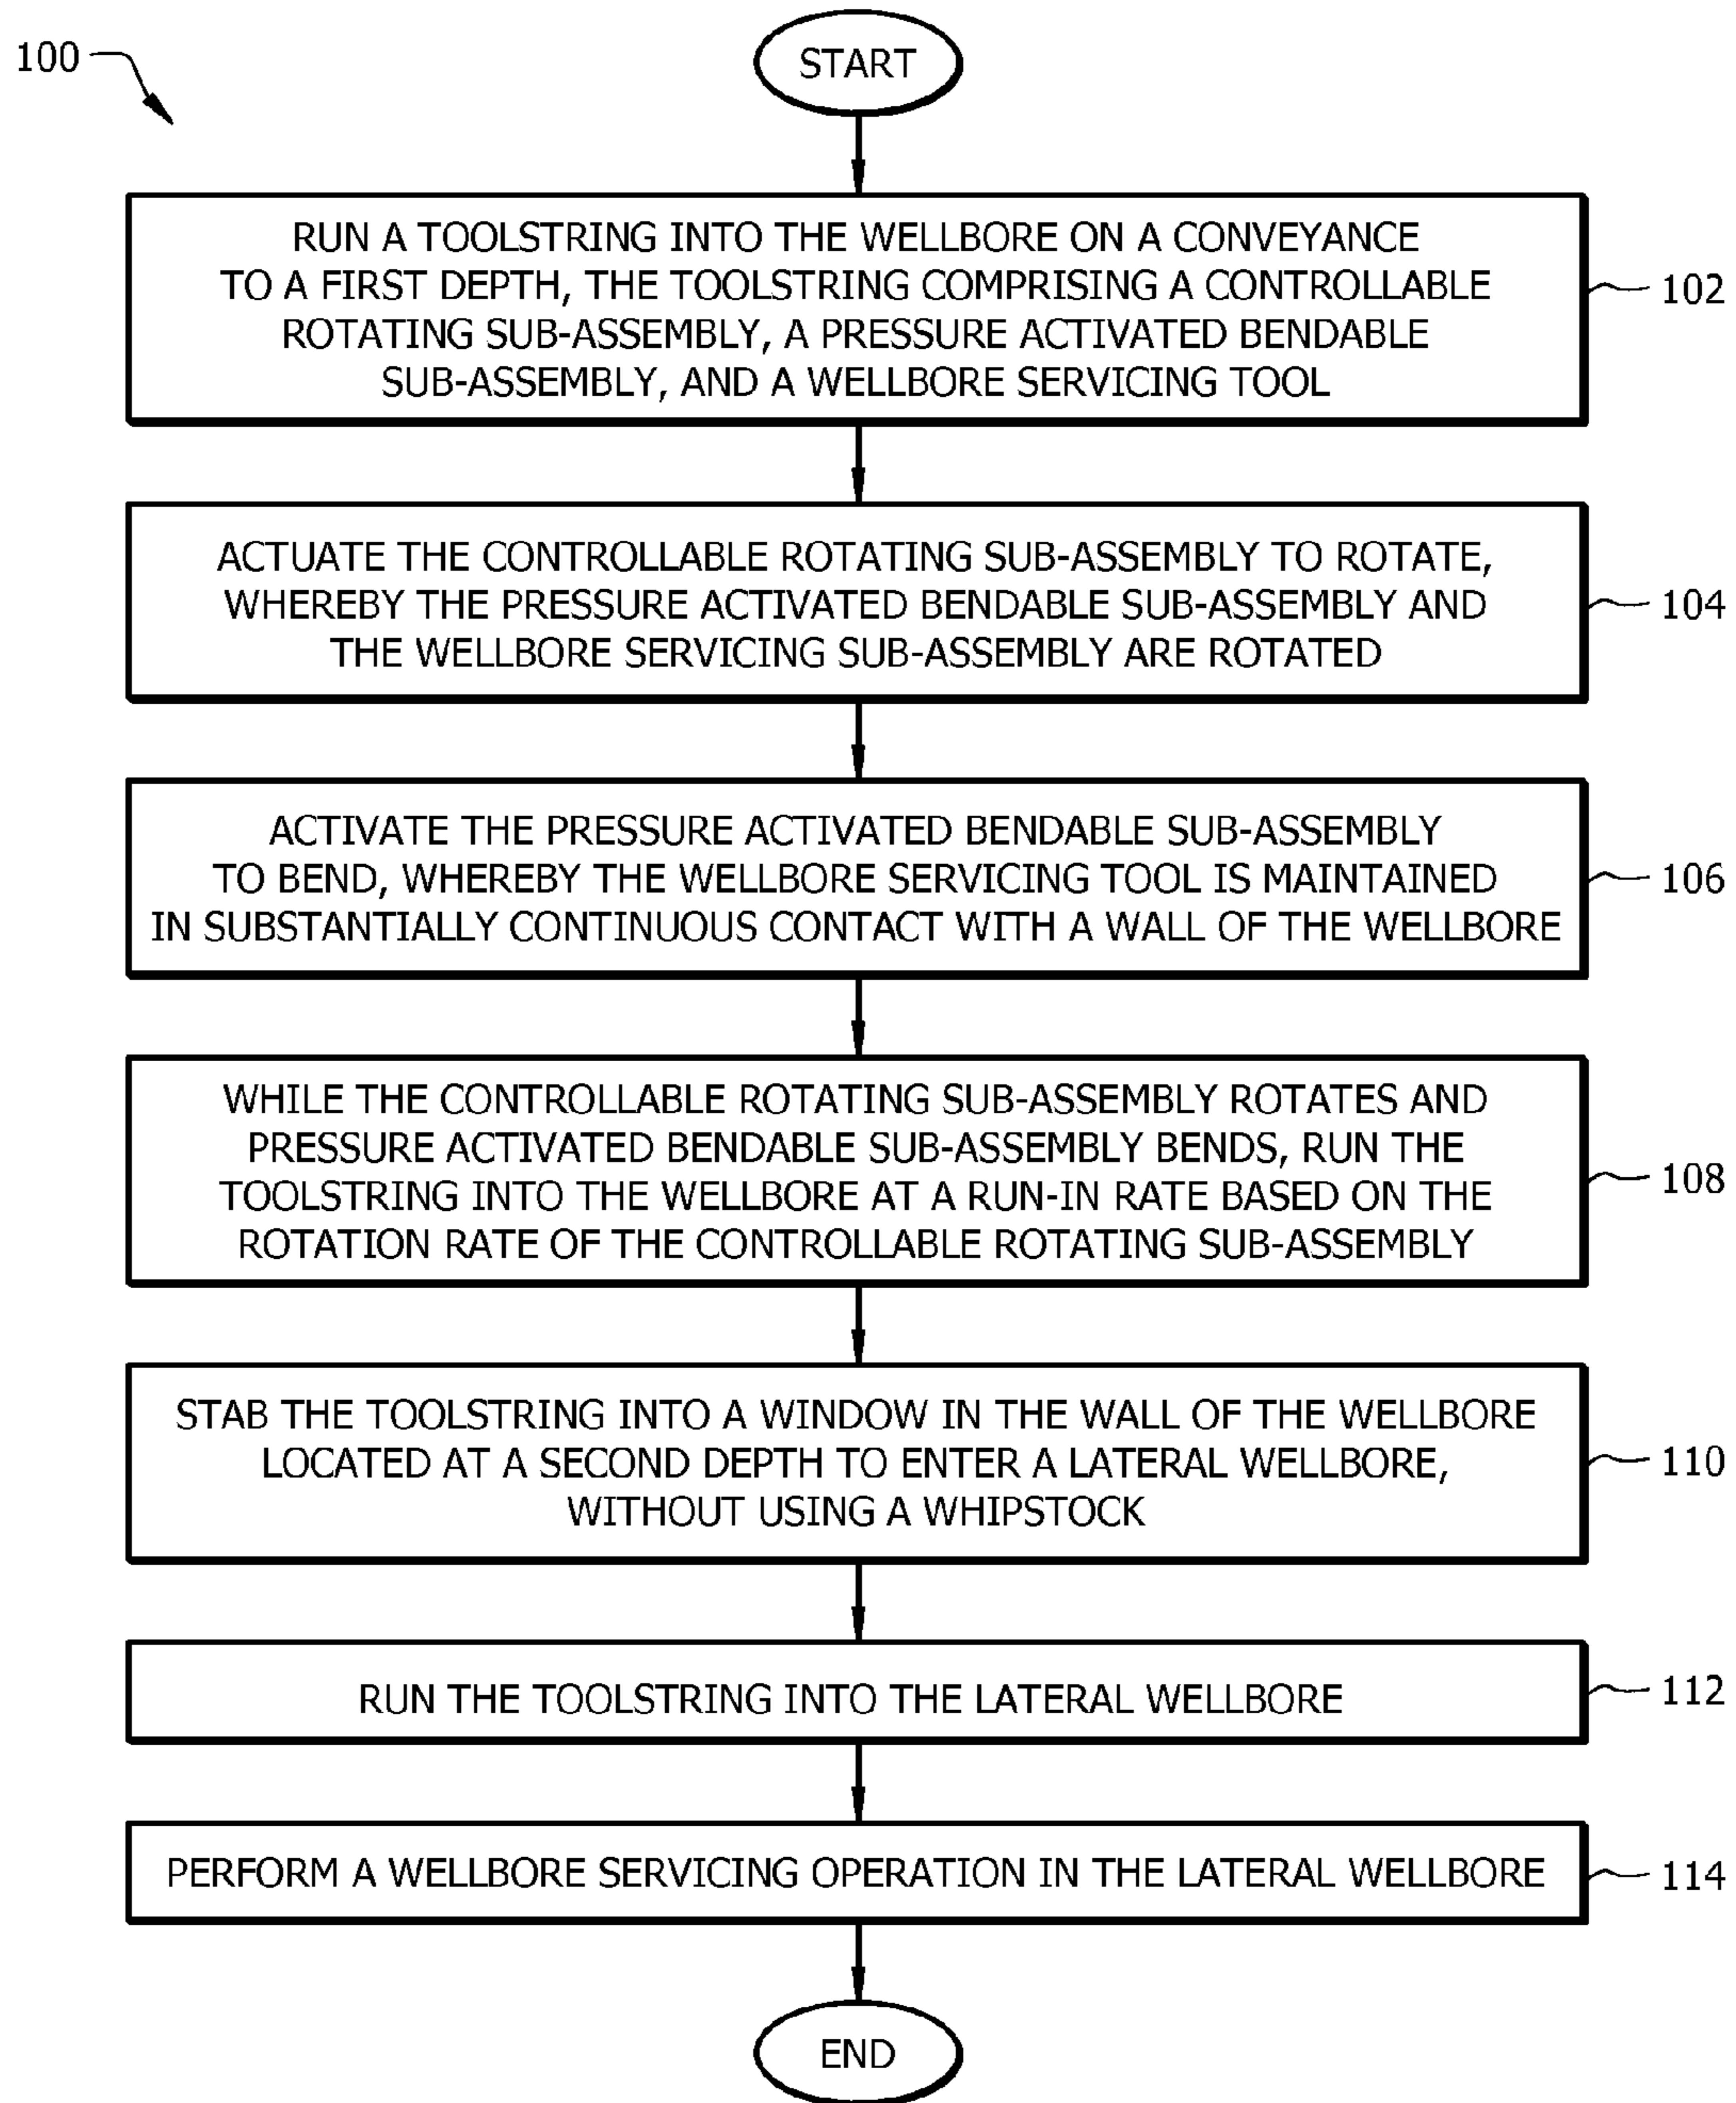 100
START
RUN A TOOLSTRING INTO THE WELLBORE ON A CONVEYANCE
TO A FIRST DEPTH, THE TOOLSTRING COMPRISING A CONTROLLABLE
ROTATING SUB-ASSEMBLY, A PRESSURE ACTIVATED BENDABLE
SUB-ASSEMBLY, AND A WELLBORE SERVICING TOOL
102
ACTUATE THE CONTROLLABLE ROTATING SUB-ASSEMBLY TO ROTATE,
WHEREBY THE PRESSURE ACTIVATED BENDABLE SUB-ASSEMBLY AND
THE WELLBORE SERVICING SUB-ASSEMBLY ARE ROTATED
104
ACTIVATE THE PRESSURE ACTIVATED BENDABLE SUB-ASSEMBLY
TO BEND, WHEREBY THE WELLBORE SERVICING TOOL IS MAINTAINED
IN SUBSTANTIALLY CONTINUOUS CONTACT WITH A WALL OF THE WELLBORE
106
WHILE THE CONTROLLABLE ROTATING SUB-ASSEMBLY ROTATES AND
PRESSURE ACTIVATED BENDABLE SUB-ASSEMBLY BENDS, RUN THE
TOOLSTRING INTO THE WELLBORE AT A RUN-IN RATE BASED ON THE
ROTATION RATE OF THE CONTROLLABLE ROTATING SUB-ASSEMBLY
108
STAB THE TOOLSTRING INTO A WINDOW IN THE WALL OF THE WELLBORE
LOCATED AT A SECOND DEPTH TO ENTER A LATERAL WELLBORE,
WITHOUT USING A WHIPSTOCK
110
RUN THE TOOLSTRING INTO THE LATERAL WELLBORE
112
PERFORM A WELLBORE SERVICING OPERATION IN THE LATERAL WELLBORE
114
END